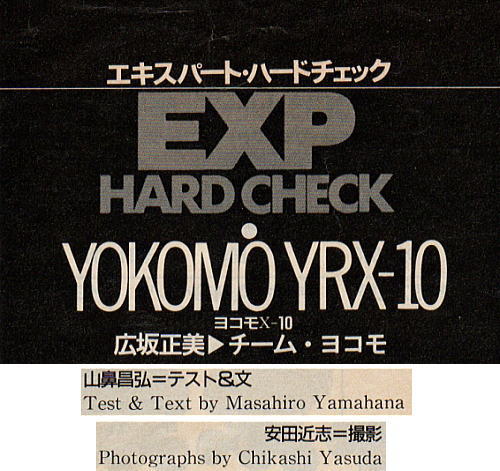 エキスパート・ハードチェック
EXP
HARD CHECK
YOKOMO YRX-10
ヨコモX-10
広坂正美▶チーム・ヨコモ
山鼻昌弘=テスト&文
Test & Text by Masahiro Yamahana
安田近志=撮影
Photographs by Chikashi Yasuda